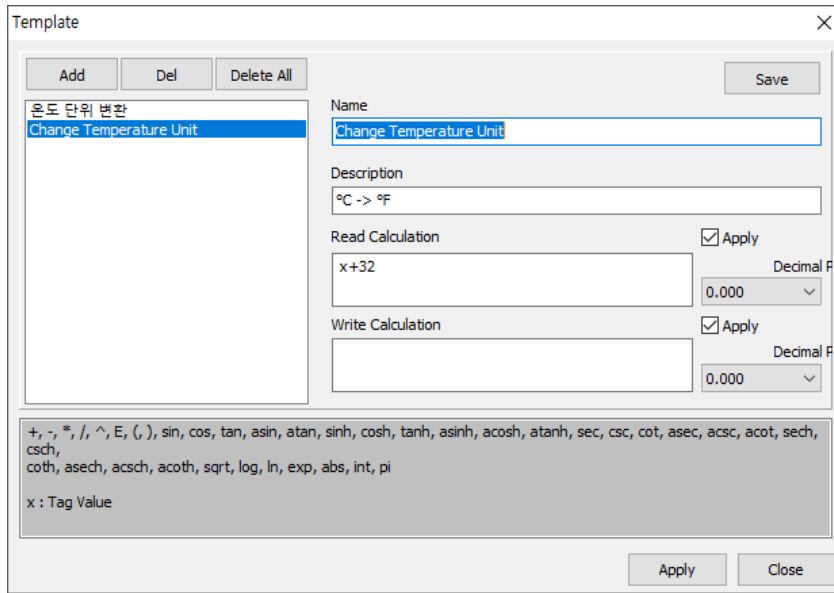 Template
Add
Del
Delete All
Save
온도 단위 변환
Change Temperature Unit
Name
Change Temperature Unit
Description
ºC -> ºF
Read Calculation
Apply
x+32
Decimal P
0.000
Write Calculation
Apply
Decimal P
0.000
+, -, *, /, ^, E, (, ), sin, cos, tan, asin, atan, sinh, cosh, tanh, asinh, acosh, atanh, sec, csc, cot, asec, acsc, acot, sech,
csch,
coth, asech, acsch, acoth, sqrt, log, ln, exp, abs, int, pi
x : Tag Value
Apply
Close